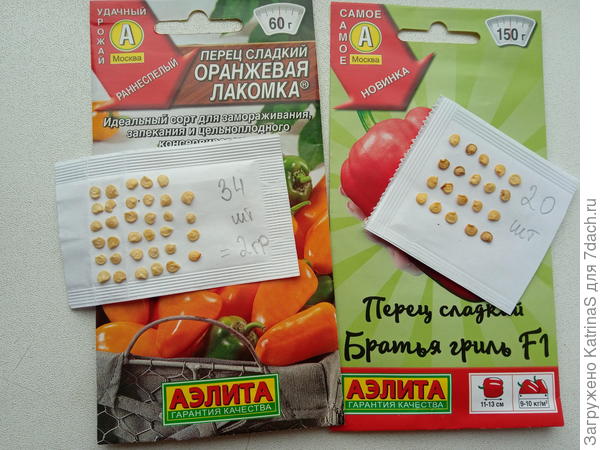 УДАЧНЫЙ
УРОЖАЙ
А
Москва
РАННЕСПЕЛЫЙ
60 г
ПЕРЕЦ СЛАДКИЙ
ОРАНЖЕВАЯ
ЛАКОМКА®
Идеальный сорт для замораживания,
запекания и цельноплодного
34
шт
= 2гр
АЭЛИТА
ГАРАНТИЯ КАЧЕСТВА
САМОЕ
САМОЕ
А
Москва
НОВИНКА
150 г
20
шт
Перец сладкий
Братья гриль F1
АЭЛИТА
ГАРАНТИЯ КАЧЕСТВА
11-13 см
9-10 кг/м²
Загружено KatrinaS для 7dach.ru